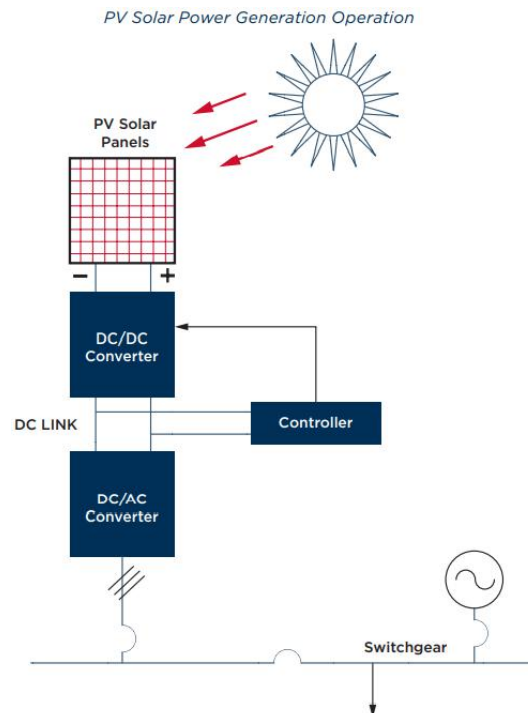 PV Solar Power Generation Operation
PV Solar
Panels
− +
DC/DC
Converter
DC LINK
Controller
DC/AC
Converter
Switchgear